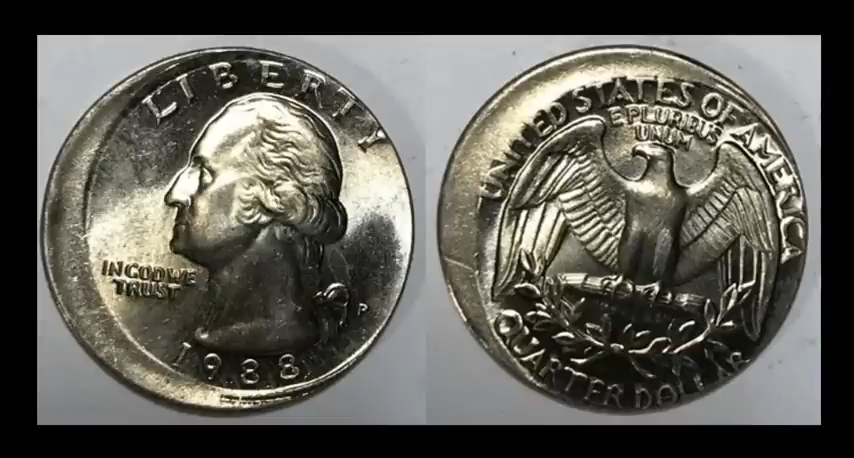 LIBERTY
IN GOD WE
TRUST
P
1988
UNITED STATES OF AMERICA
E PLURIBUS
UNUM
QUARTER DOLLAR